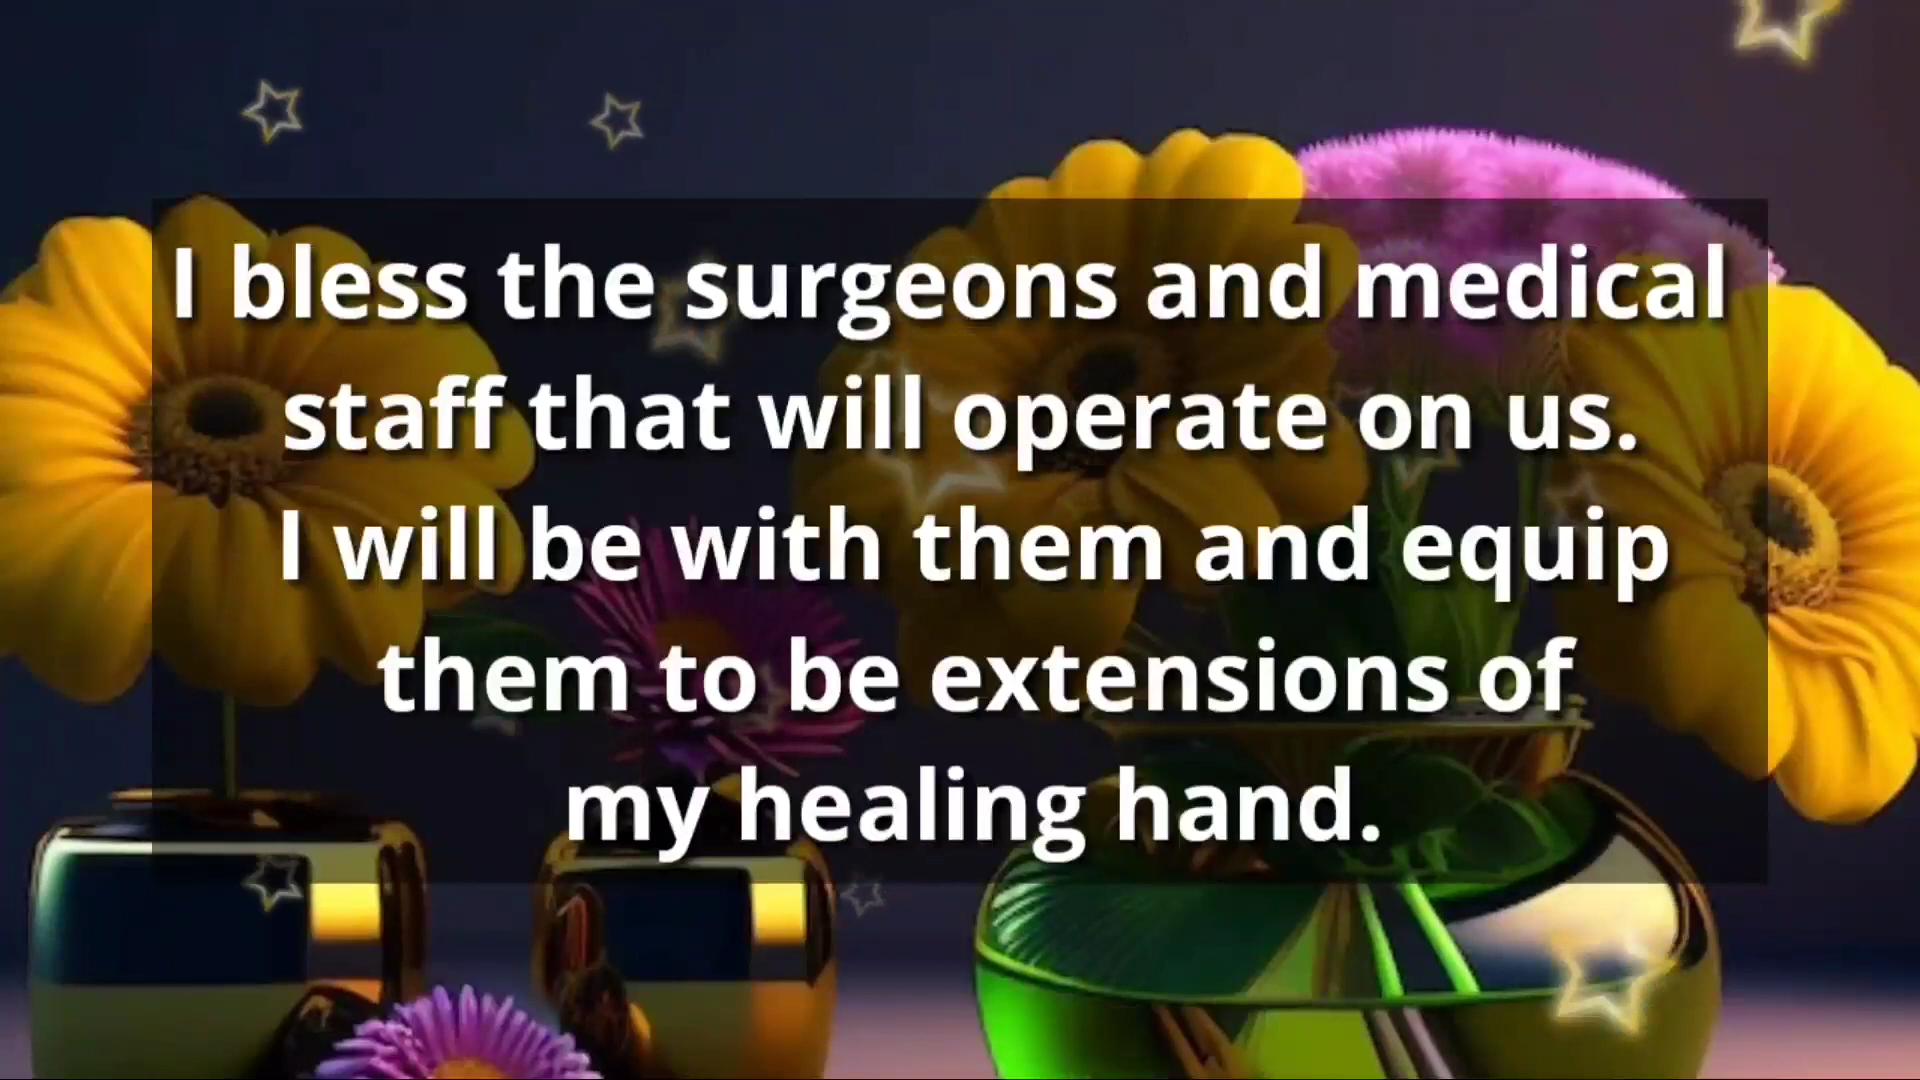 I bless the surgeons and medical
staff that will operate on us.
I will be with them and equip
them to be extensions of
my healing hand.